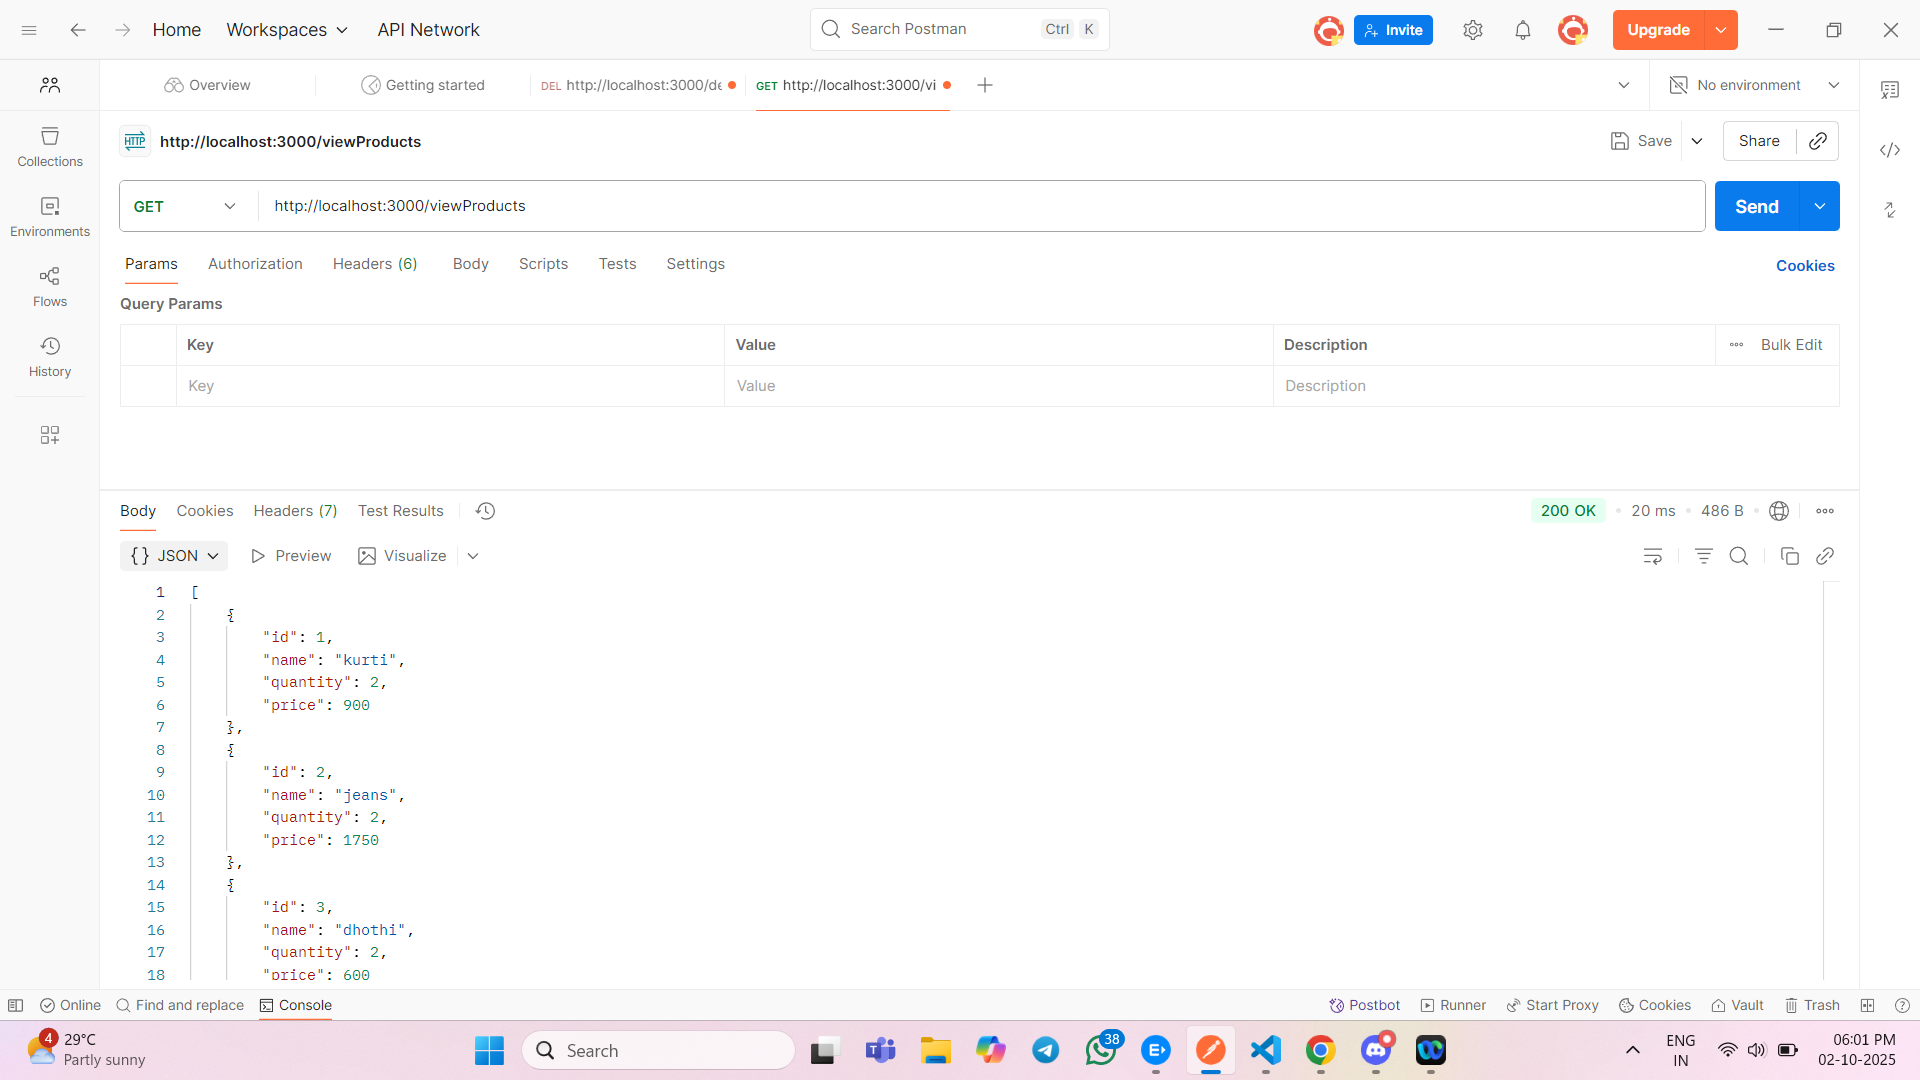 Home Workspaces API Network Search Postman Ctrl K Invite Upgrade
Overview Getting started DEL http://localhost:3000/de GET http://localhost:3000/vi No environment
HTTP http://localhost:3000/viewProducts Save Share
GET http://localhost:3000/viewProducts Send
Params Authorization Headers (6) Body Scripts Tests Settings Cookies
Query Params
Key Value Description Bulk Edit
Key Value Description
Collections
Environments
Flows
History
Body Cookies Headers (7) Test Results 200 OK 20 ms 486 B
{} JSON Preview Visualize
1 [
2 {
3 "id": 1,
4 "name": "kurti",
5 "quantity": 2,
6 "price": 900
7 },
8 {
9 "id": 2,
10 "name": "jeans",
11 "quantity": 2,
12 "price": 1750
13 },
14 {
15 "id": 3,
16 "name": "dhothi",
17 "quantity": 2,
18 "price": 600
Online Find and replace Console Postbot Runner Start Proxy Cookies Vault Trash
4 29°C
Partly sunny
Search
38
ENG
IN
06:01 PM
02-10-2025